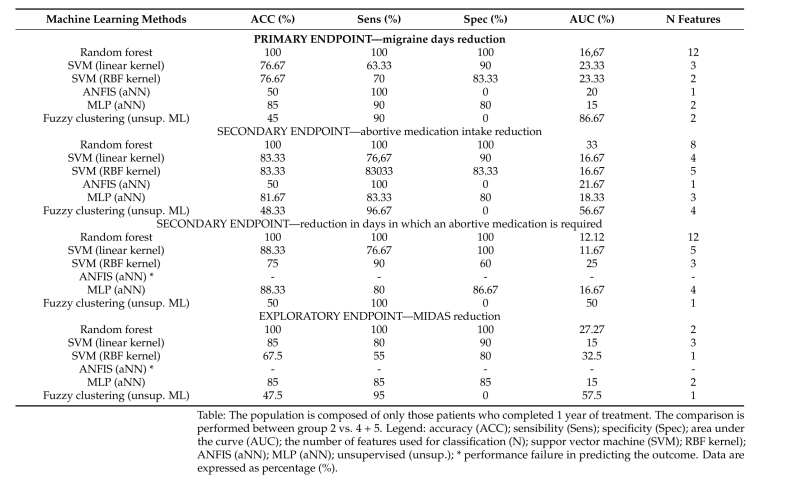 Machine Learning Methods ACC (%) Sens (%) Spec (%) AUC (%) N Features
PRIMARY ENDPOINT—migraine days reduction
Random forest 100 100 100 16,67 12
SVM (linear kernel) 76.67 63.33 90 23.33 3
SVM (RBF kernel) 76.67 70 83.33 23.33 2
ANFIS (aNN) 50 100 0 20 1
MLP (aNN) 85 90 80 15 2
Fuzzy clustering (unsup. ML) 45 90 0 86.67 2
SECONDARY ENDPOINT—abortive medication intake reduction
Random forest 100 100 100 33 8
SVM (linear kernel) 83.33 76,67 90 16.67 4
SVM (RBF kernel) 83.33 83033 83.33 16.67 5
ANFIS (aNN) 50 100 0 21.67 1
MLP (aNN) 81.67 83.33 80 18.33 3
Fuzzy clustering (unsup. ML) 48.33 96.67 0 56.67 4
SECONDARY ENDPOINT—reduction in days in which an abortive medication is required
Random forest 100 100 100 12.12 12
SVM (linear kernel) 88.33 76.67 100 11.67 5
SVM (RBF kernel) 75 90 60 25 3
ANFIS (aNN) * - - - - -
MLP (aNN) 88.33 80 86.67 16.67 4
Fuzzy clustering (unsup. ML) 50 100 0 50 1
EXPLORATORY ENDPOINT—MIDAS reduction
Random forest 100 100 100 27.27 2
SVM (linear kernel) 85 80 90 15 3
SVM (RBF kernel) 67.5 55 80 32.5 1
ANFIS (aNN) * - - - - -
MLP (aNN) 85 85 85 15 2
Fuzzy clustering (unsup. ML) 47.5 95 0 57.5 1
Table: The population is composed of only those patients who completed 1 year of treatment. The comparison is
performed between group 2 vs. 4 + 5. Legend: accuracy (ACC); sensibility (Sens); specificity (Spec); area under
the curve (AUC); the number of features used for classification (N); suppor vector machine (SVM); RBF kernel);
ANFIS (aNN); MLP (aNN); unsupervised (unsup.); * performance failure in predicting the outcome. Data are
expressed as percentage (%).